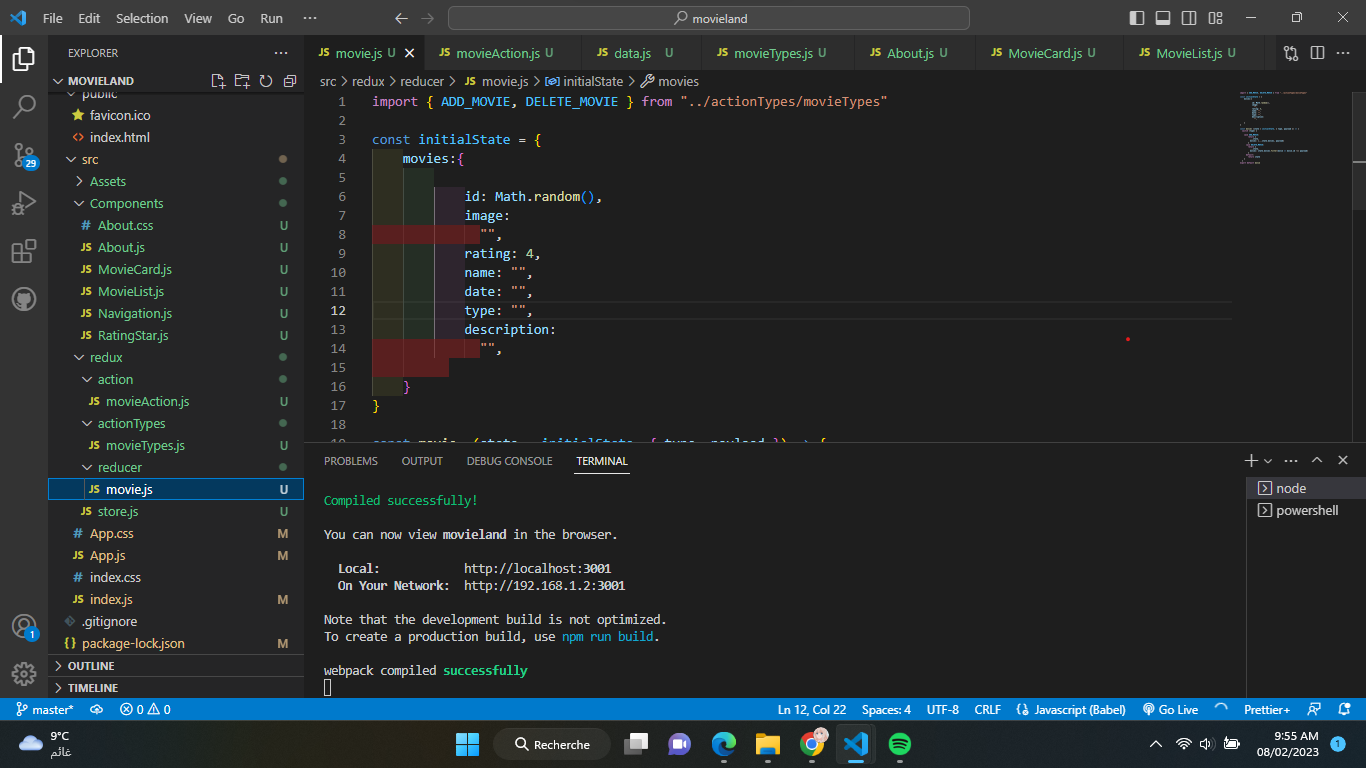 File Edit Selection View Go Run ··· movieland
EXPLORER
MOVIELAND
public
favicon.ico
index.html
src
Assets
Components
About.css U
About.js U
MovieCard.js U
MovieList.js U
Navigation.js U
RatingStar.js U
redux
action
movieAction.js U
actionTypes
movieTypes.js U
reducer
movie.js U
store.js U
App.css M
App.js M
index.css
index.js M
.gitignore
package-lock.json M
OUTLINE
TIMELINE
29
1
JS movie.js U JS movieAction.js U JS data.js U JS movieTypes.js U JS About.js U JS MovieCard.js U JS MovieList.js U
src > redux > reducer > JS movie.js > initialState > movies
1 import { ADD_MOVIE, DELETE_MOVIE } from "../actionTypes/movieTypes"
2
3 const initialState = {
4 movies:{
5
6 id: Math.random(),
7 image:
8 "",
9 rating: 4,
10 name: "",
11 date: "",
12 type: "",
13 description:
14 "",
15
16 }
17 }
18
PROBLEMS OUTPUT DEBUG CONSOLE TERMINAL
Compiled successfully!
You can now view movieland in the browser.
Local: http://localhost:3001
On Your Network: http://192.168.1.2:3001
Note that the development build is not optimized.
To create a production build, use npm run build.
webpack compiled successfully
node
powershell
master* 0 0 Ln 12, Col 22 Spaces: 4 UTF-8 CRLF Javascript (Babel) Go Live Prettier+
9°C
غائم
Recherche
9:55 AM
08/02/2023
1